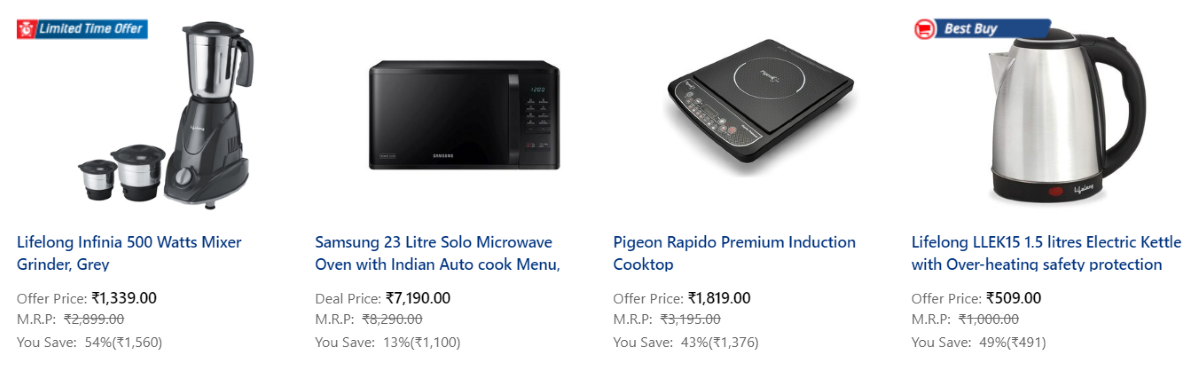 Limited Time Offer
Lifelong Infinia 500 Watts Mixer
Grinder, Grey
Offer Price: ₹1,339.00
M.R.P: ₹2,899.00
You Save: 54%(₹1,560)
SAMSUNG
Samsung 23 Litre Solo Microwave
Oven with Indian Auto cook Menu,
Deal Price: ₹7,190.00
M.R.P: ₹8,290.00
You Save: 13%(₹1,100)
Pigeon
Pigeon Rapido Premium Induction
Cooktop
Offer Price: ₹1,819.00
M.R.P: ₹3,195.00
You Save: 43%(₹1,376)
Best Buy
Lifelong
Lifelong LLEK15 1.5 litres Electric Kettle
with Over-heating safety protection
Offer Price: ₹509.00
M.R.P: ₹1,000.00
You Save: 49%(₹491)